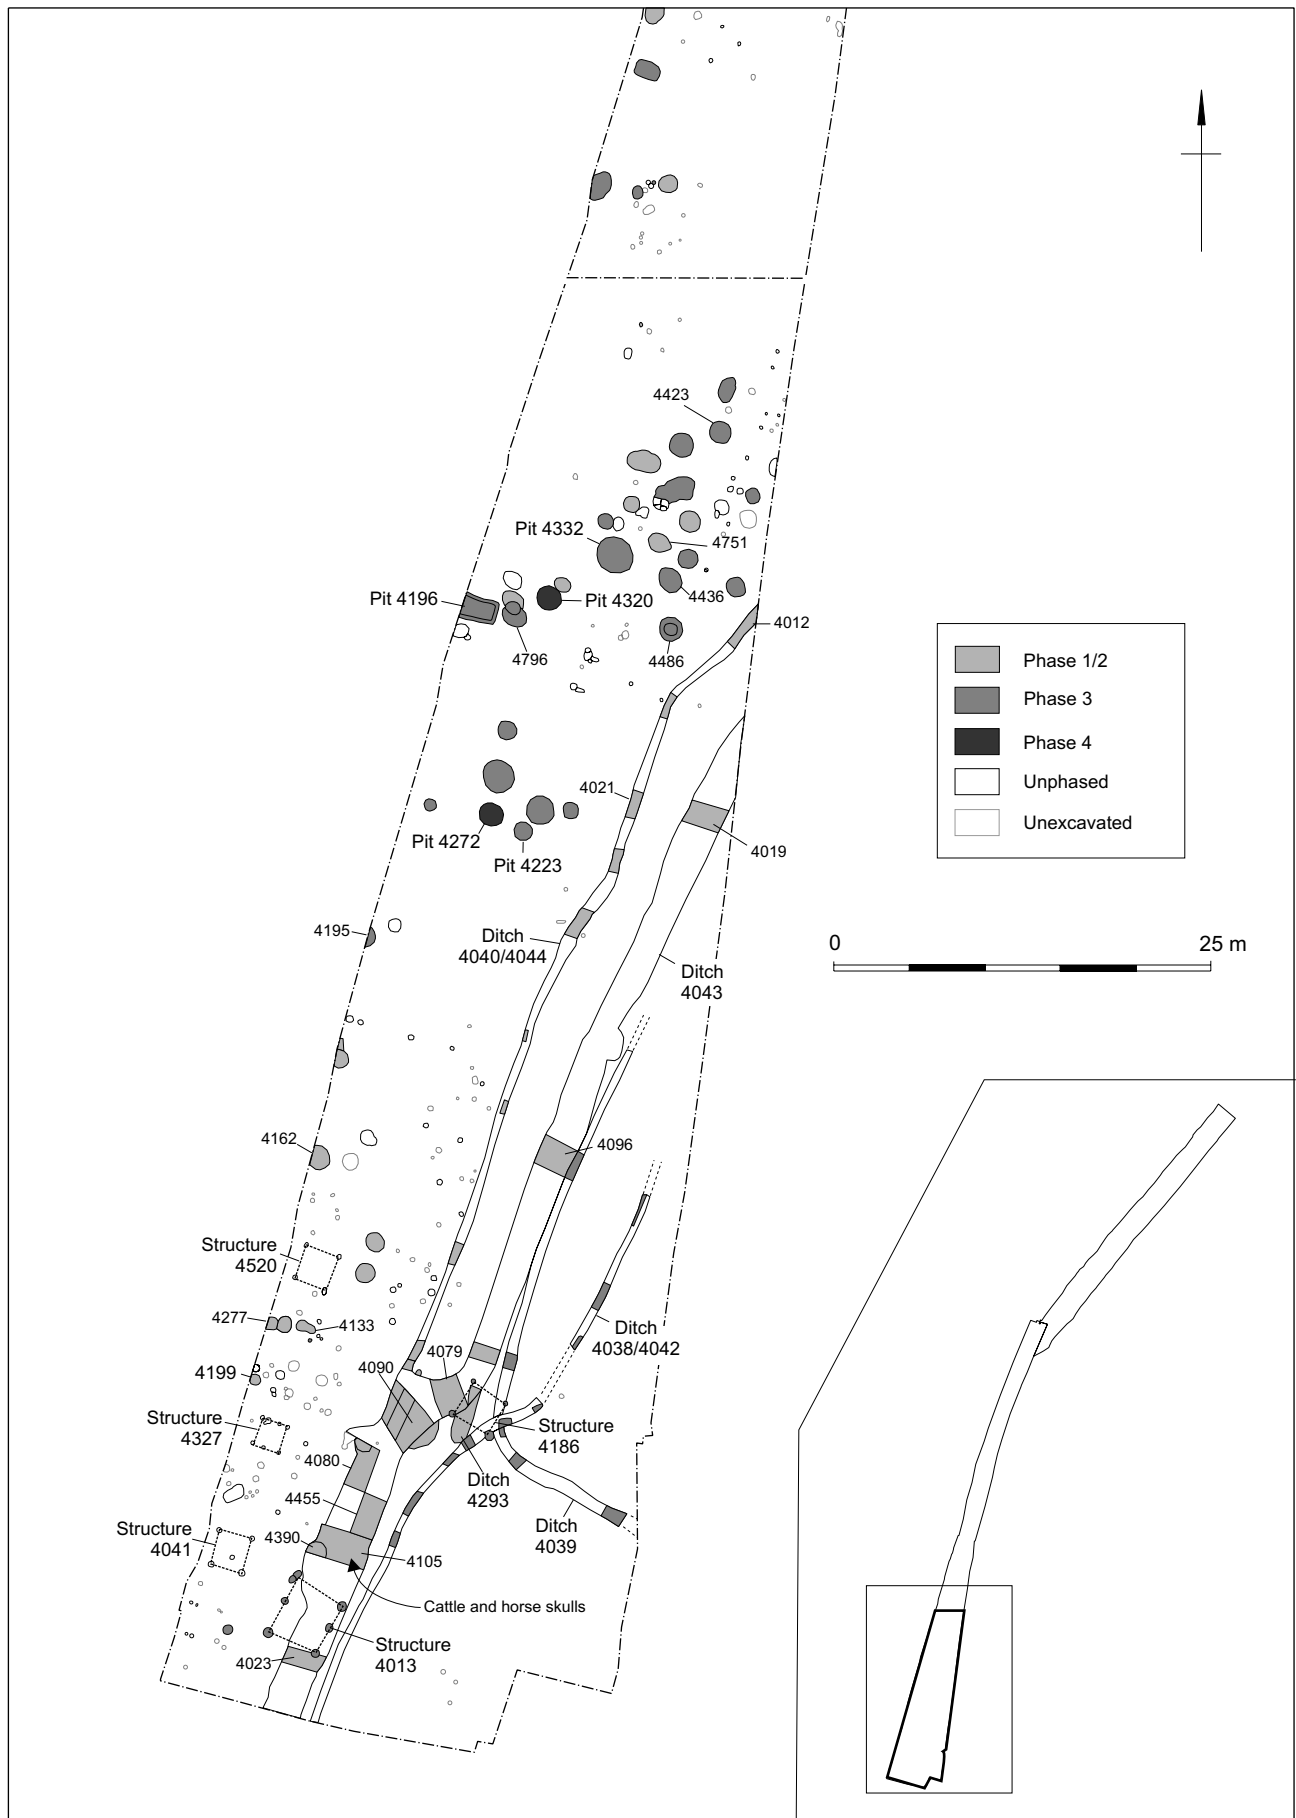 4423
Pit 4332
4751
Pit 4196
Pit 4320
4436
4012
4796
4486
Phase 1/2
Phase 3
Phase 4
Unphased
Unexcavated
4021
Pit 4272
Pit 4223
4019
4195
Ditch
4040/4044
Ditch
4043
0
25 m
4162
4096
Structure
4520
4277
4133
4199
4090
4079
Ditch
4038/4042
Structure
4327
Structure
4186
4080
Ditch
4293
4455
Structure
4041
4390
4105
Ditch
4039
Cattle and horse skulls
Structure
4013
4023